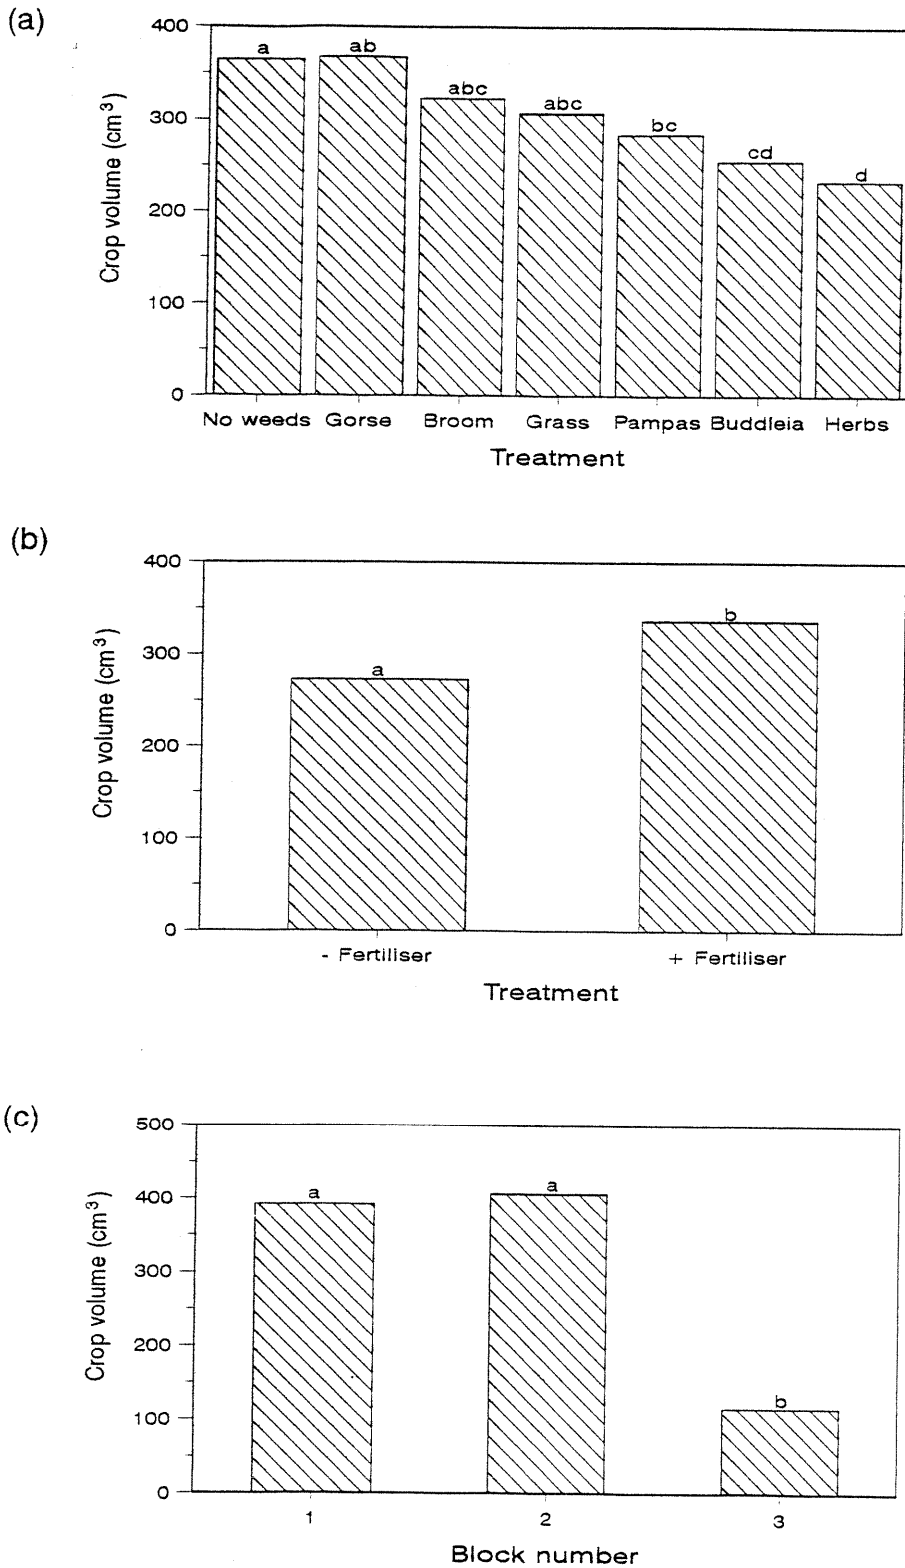 (a)
Crop volume (cm³)
400
300
200
100
0
a
ab
abc
abc
bc
cd
d
No weeds Gorse Broom Grass Pampas Buddleia Herbs
Treatment
(b)
Crop volume (cm³)
400
300
200
100
0
a
b
- Fertiliser + Fertiliser
Treatment
(c)
Crop volume (cm³)
500
400
300
200
100
0
a
a
b
1 2 3
Block number